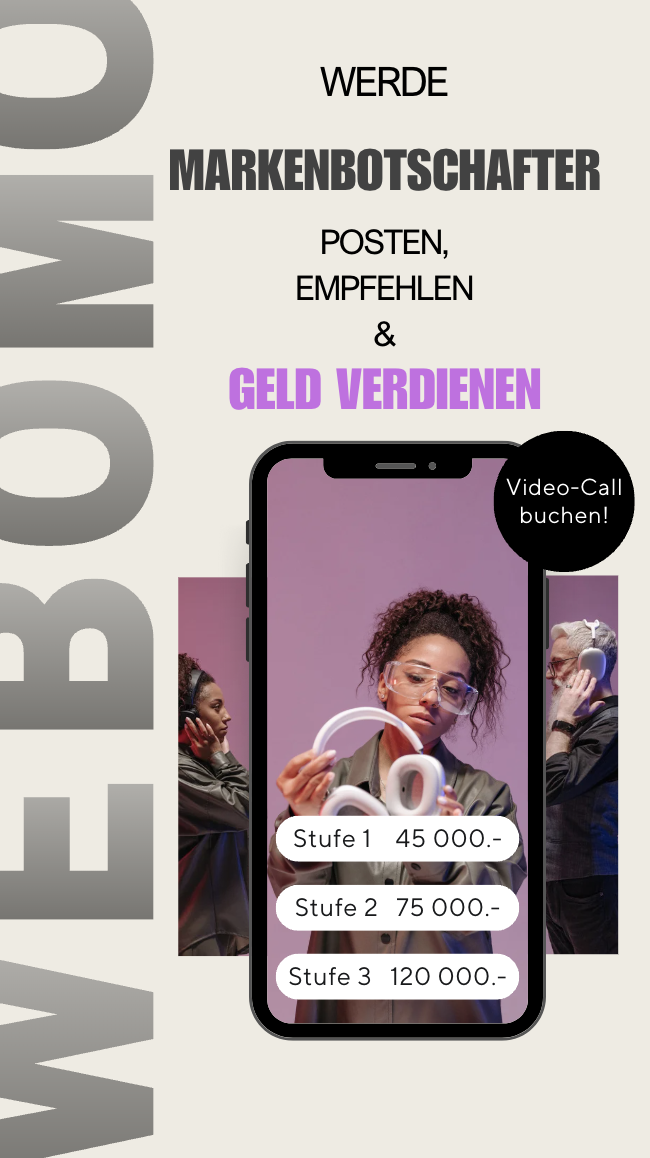 WEBOMO
WERDE
MARKENBOTSCHAFTER
POSTEN,
EMPFEHLEN
&
GELD VERDIENEN
Video-Call
buchen!
Stufe 1 45 000.-
Stufe 2 75 000.-
Stufe 3 120 000.-